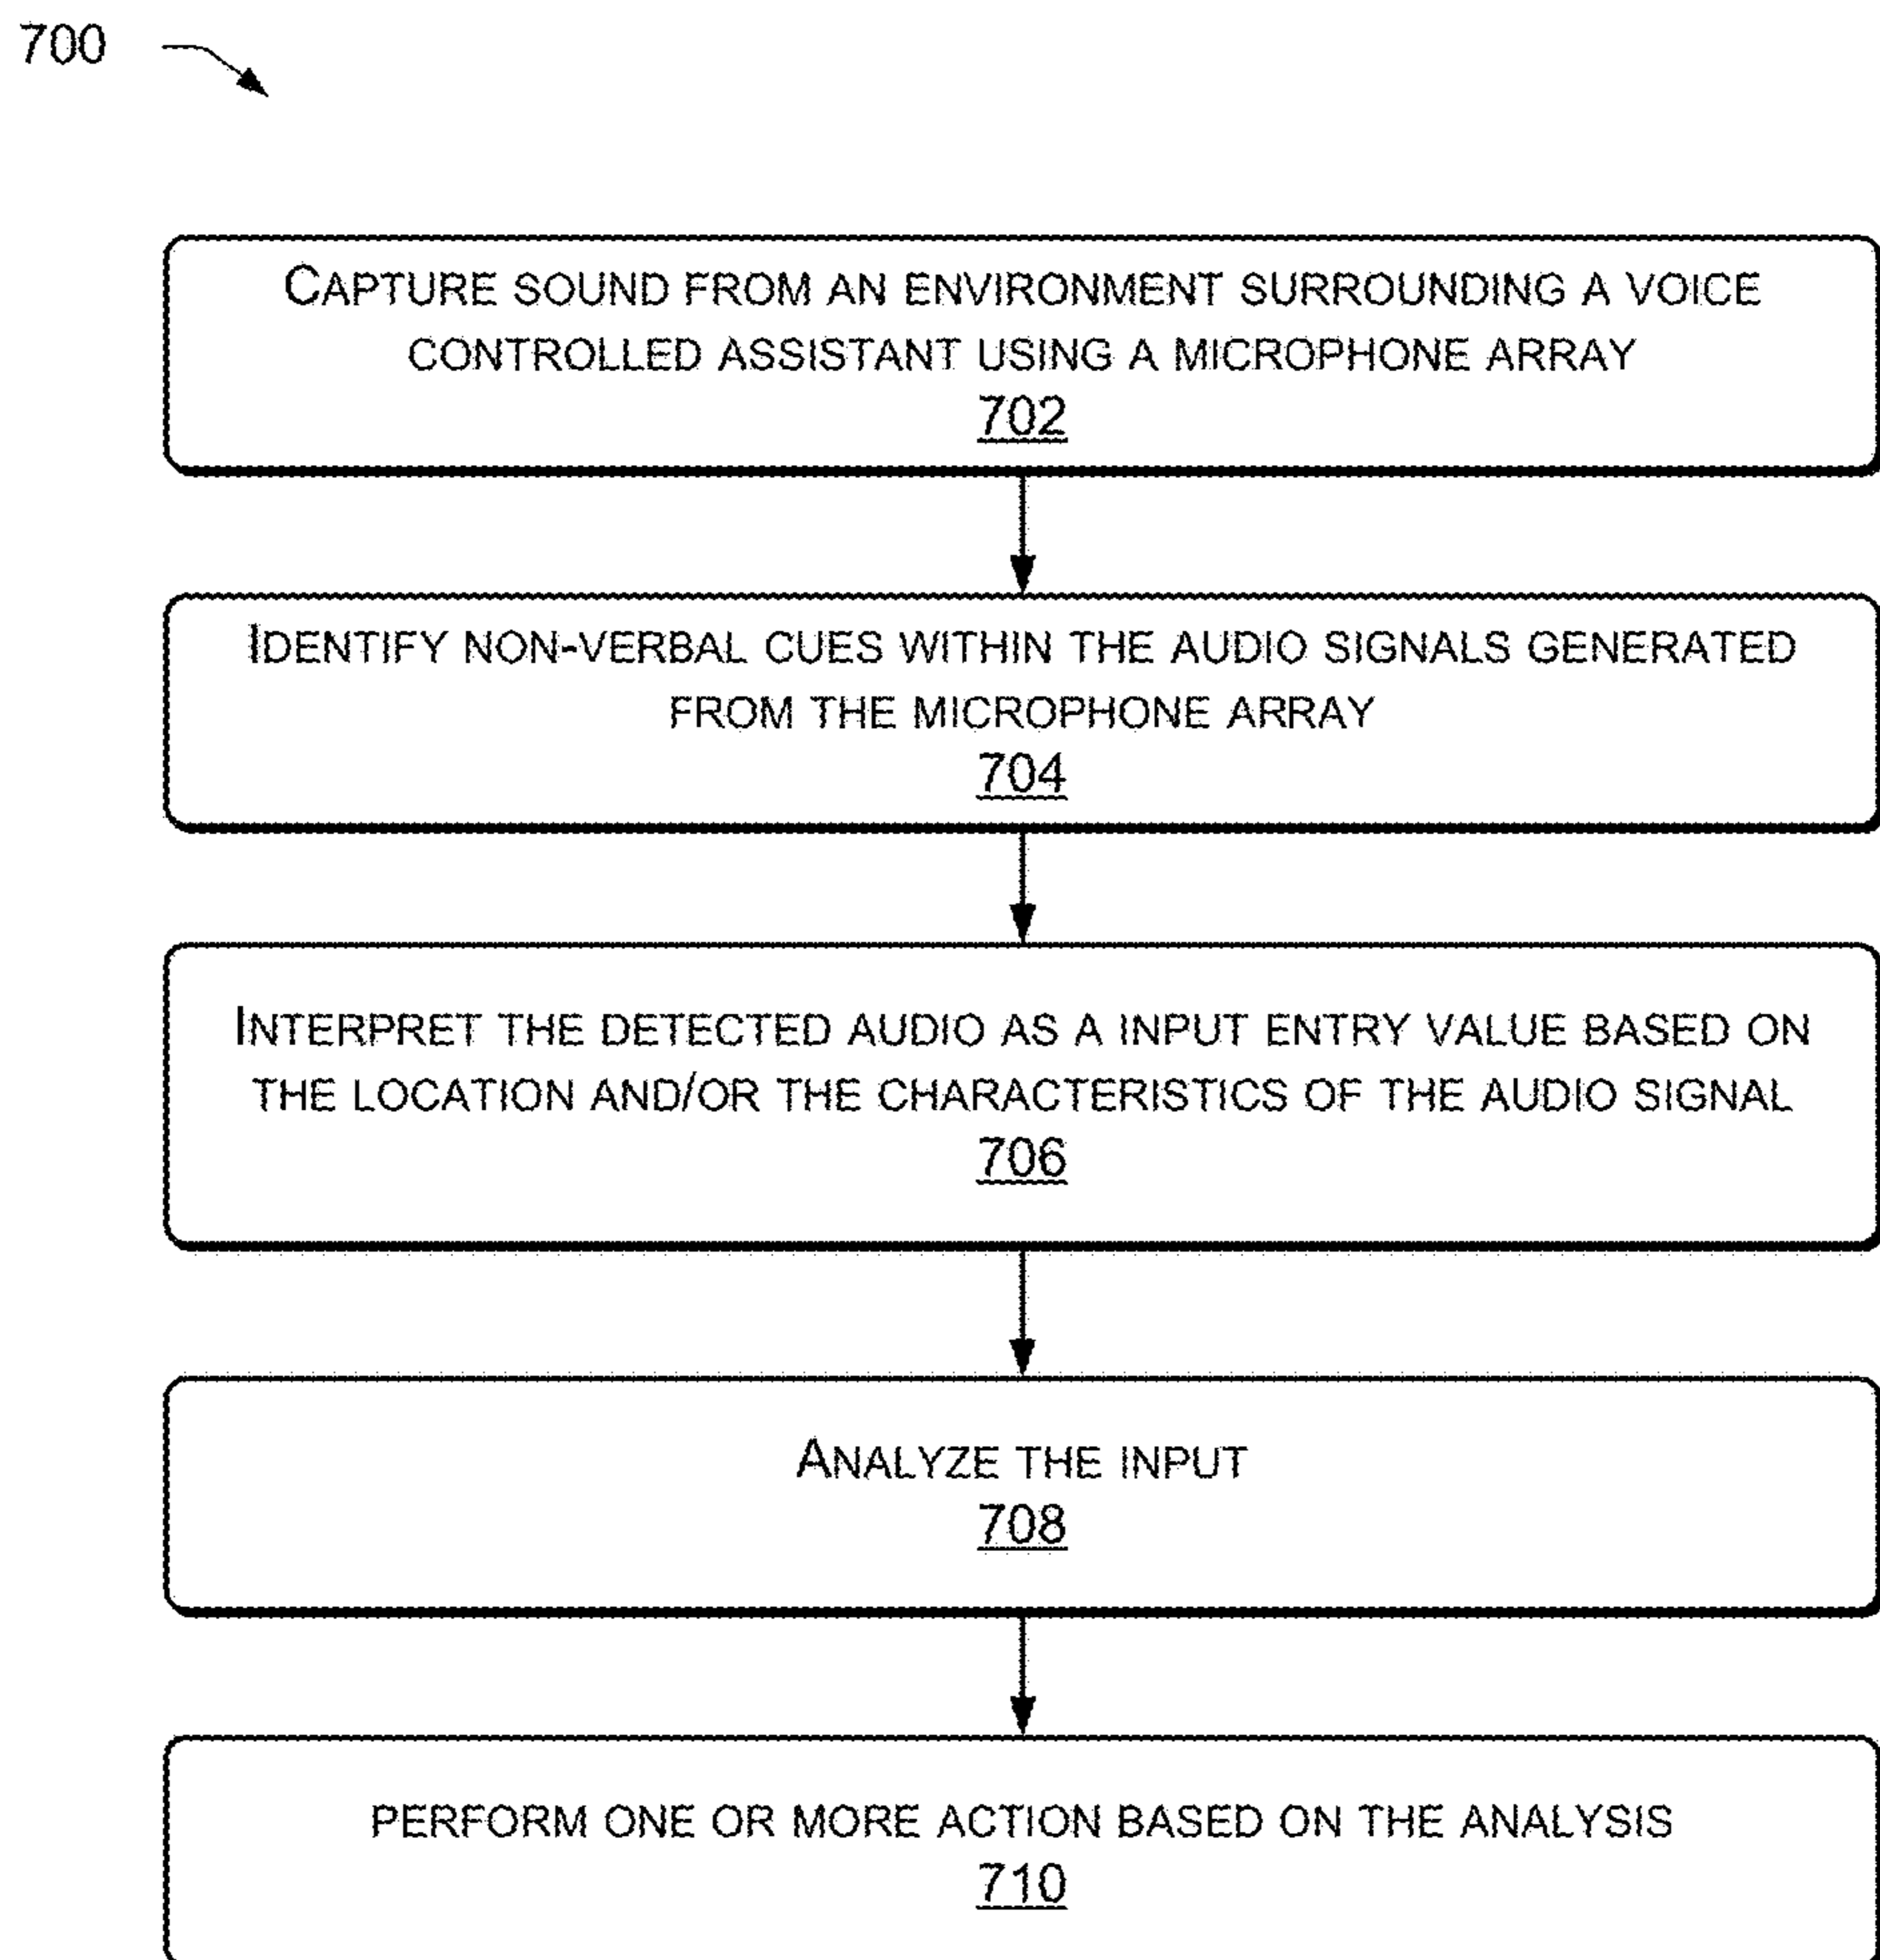 700
CAPTURE SOUND FROM AN ENVIRONMENT SURROUNDING A VOICE
CONTROLLED ASSISTANT USING A MICROPHONE ARRAY
702
IDENTIFY NON-VERBAL CUES WITHIN THE AUDIO SIGNALS GENERATED
FROM THE MICROPHONE ARRAY
704
INTERPRET THE DETECTED AUDIO AS A INPUT ENTRY VALUE BASED ON
THE LOCATION AND/OR THE CHARACTERISTICS OF THE AUDIO SIGNAL
706
ANALYZE THE INPUT
708
PERFORM ONE OR MORE ACTION BASED ON THE ANALYSIS
710